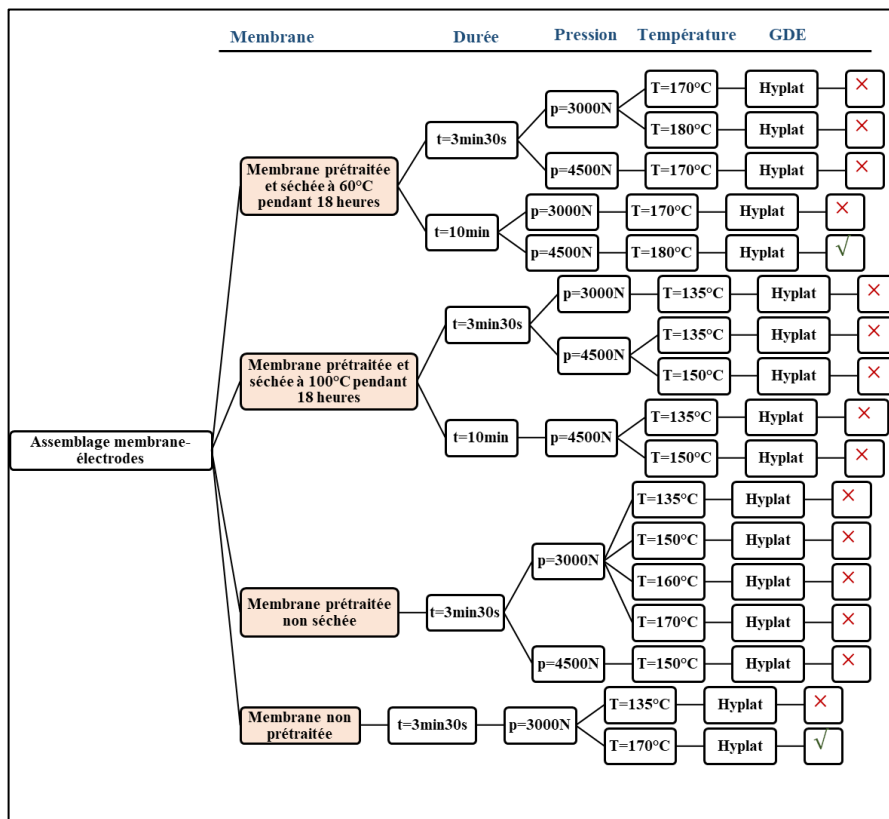 Membrane Durée Pression Température GDE
T=170°C Hyplat ×
p=3000N
T=180°C Hyplat ×
t=3min30s
p=4500N T=170°C Hyplat ×
Membrane prétraitée
et séchée à 60°C
pendant 18 heures
p=3000N T=170°C Hyplat ×
t=10min
p=4500N T=180°C Hyplat √
p=3000N T=135°C Hyplat ×
t=3min30s
T=135°C Hyplat ×
p=4500N
T=150°C Hyplat ×
Membrane prétraitée et
séchée à 100°C pendant
18 heures
T=135°C Hyplat ×
t=10min p=4500N
T=150°C Hyplat ×
Assemblage membrane-
électrodes
T=135°C Hyplat ×
T=150°C Hyplat ×
p=3000N
T=160°C Hyplat ×
T=170°C Hyplat ×
Membrane prétraitée
non séchée
t=3min30s
p=4500N T=150°C Hyplat ×
T=135°C Hyplat ×
Membrane non
prétraitée
t=3min30s p=3000N
T=170°C Hyplat √